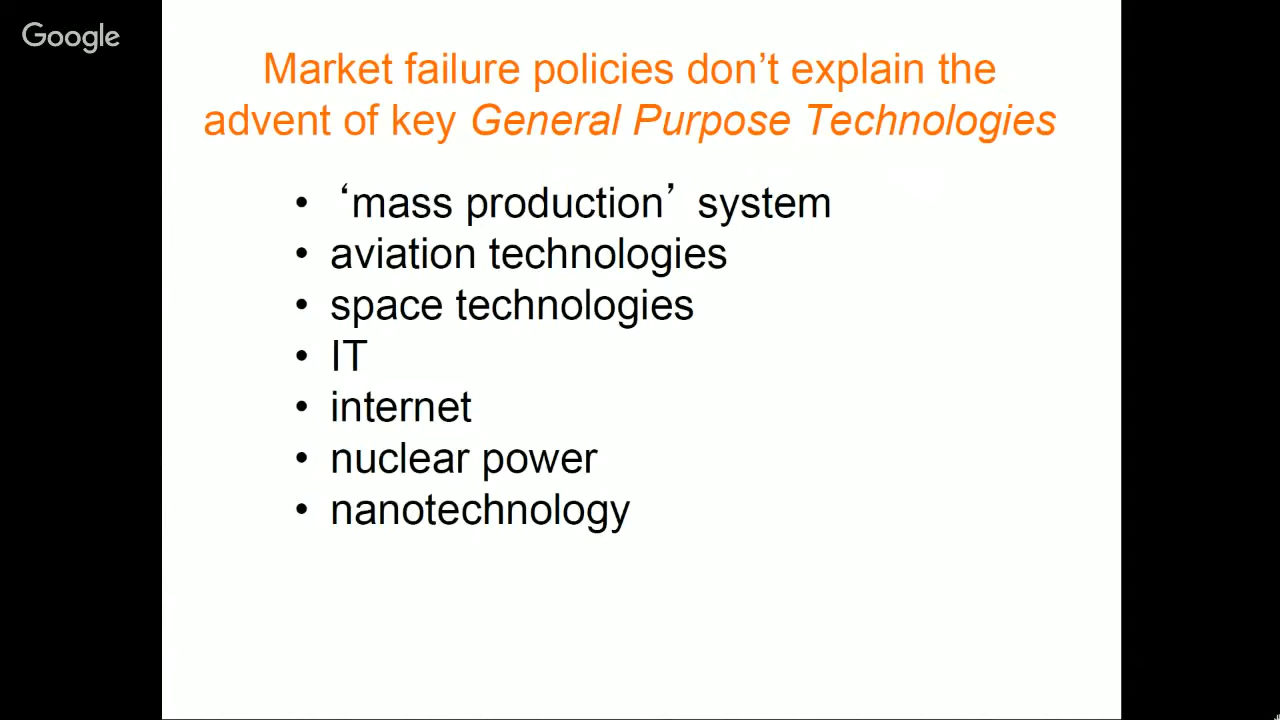 Google
Market failure policies don’t explain the
advent of key General Purpose Technologies
• ‘mass production’ system
• aviation technologies
• space technologies
• IT
• internet
• nuclear power
• nanotechnology